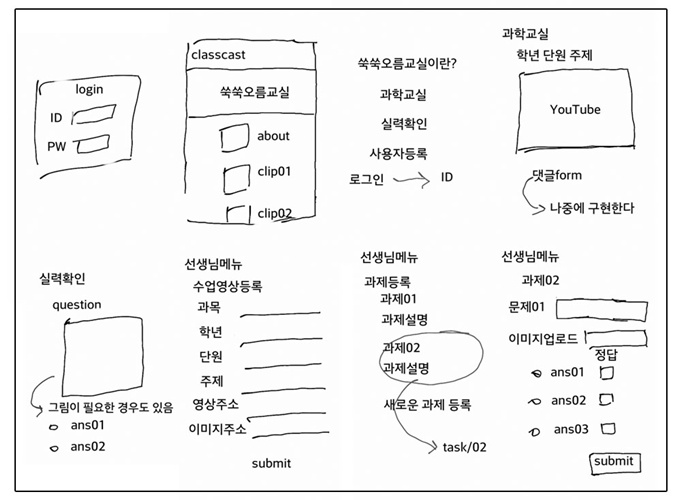 login
ID
PW
classcast
쑥쑥오름교실
about
clip01
clip02
쑥쑥오름교실이란?
과학교실
실력확인
사용자등록
로그인 ID
과학교실
학년 단원 주제
YouTube
댓글form
나중에 구현한다
실력확인
question
그림이 필요한 경우도 있음
ans01
ans02
선생님메뉴
수업영상등록
과목
학년
단원
주제
영상주소
이미지주소
submit
선생님메뉴
과제등록
과제01
과제설명
과제02
과제설명
새로운 과제 등록
task/02
선생님메뉴
과제02
문제01
이미지업로드
정답
ans01
ans02
ans03
submit